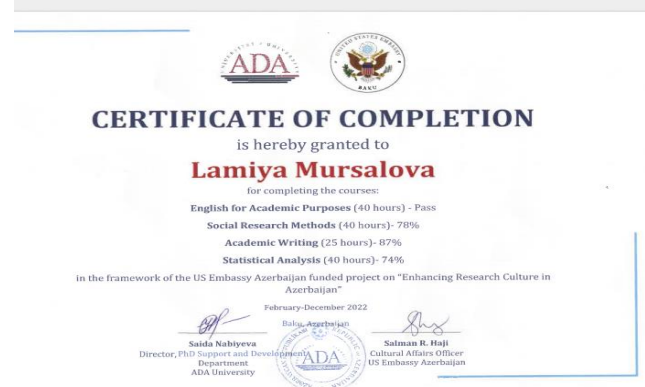 ADA
UNITED STATES EMBASSY
BAKU
CERTIFICATE OF COMPLETION
is hereby granted to
Lamiya Mursalova
for completing the courses:
English for Academic Purposes (40 hours) - Pass
Social Research Methods (40 hours)- 78%
Academic Writing (25 hours)- 87%
Statistical Analysis (40 hours)- 74%
in the framework of the US Embassy Azerbaijan funded project on "Enhancing Research Culture in
Azerbaijan"
February-December 2022
Baku, Azerbaijan
Saida Nabiyeva
Director, PhD Support and Development
Department
ADA University
ADA
Salman R. Haji
Cultural Affairs Officer
US Embassy Azerbaijan